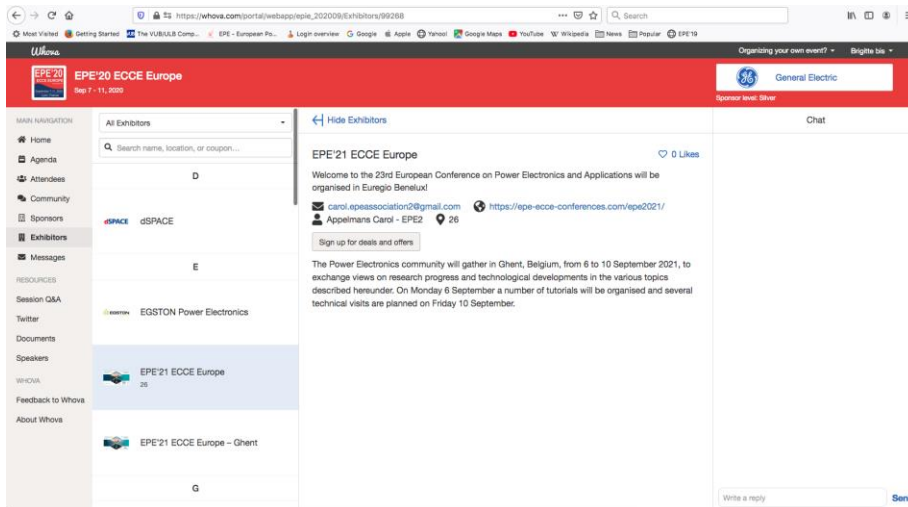 https://whova.com/portal/webapp/epie_202009/Exhibitors/99268
Search
Most Visited
Getting Started
The VUB/ULB Comp...
EPE - European Po...
Login overview
Google
Apple
Yahoo!
Google Maps
YouTube
Wikipedia
News
Popular
EPE'19
Whova
Organizing your own event?
Brigitte bis
EPE'20
ECCE EUROPE
EPE'20 ECCE Europe
Sep 7 - 11, 2020
General Electric
Sponsor level: Silver
MAIN NAVIGATION
Home
Agenda
Attendees
Community
Sponsors
Exhibitors
Messages
RESOURCES
Session Q&A
Twitter
Documents
Speakers
WHOVA
Feedback to Whova
About Whova
All Exhibitors
Search name, location, or coupon...
D
dSPACE
dSPACE
E
EGSTON
EGSTON Power Electronics
EPE'21 ECCE Europe
26
EPE'21 ECCE Europe – Ghent
G
Hide Exhibitors
EPE'21 ECCE Europe
0 Likes
Welcome to the 23rd European Conference on Power Electronics and Applications will be
organised in Euregio Benelux!
carol.epeassociation2@gmail.com
https://epe-ecce-conferences.com/epe2021/
Appelmans Carol - EPE2
26
Sign up for deals and offers
The Power Electronics community will gather in Ghent, Belgium, from 6 to 10 September 2021, to
exchange views on research progress and technological developments in the various topics
described hereunder. On Monday 6 September a number of tutorials will be organised and several
technical visits are planned on Friday 10 September.
Chat
Write a reply
Sen